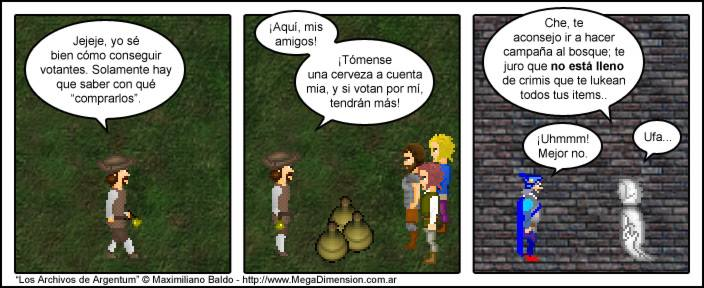 Jejeje, yo sé
bien cómo conseguir
votantes. Solamente hay
que saber con qué
“comprarlos”.
¡Aquí, mis
amigos!
¡Tómense
una cerveza a cuenta
mia, y si votan por mí,
tendrán más!
Che, te
aconsejo ir a hacer
campaña al bosque; te
juro que no está lleno
de crimis que te lukean
todos tus items..
¡Uhmmm!
Mejor no.
Ufa...
“Los Archivos de Argentum” © Maximiliano Baldo - http://www.MegaDimension.com.ar